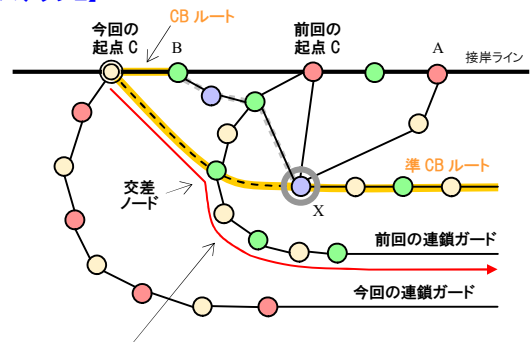 CB ルート
今回の
起点 C
B
前回の
起点 C
A
接岸ライン
準 CB ルート
交差
ノード
X
前回の連鎖ガード
今回の連鎖ガード